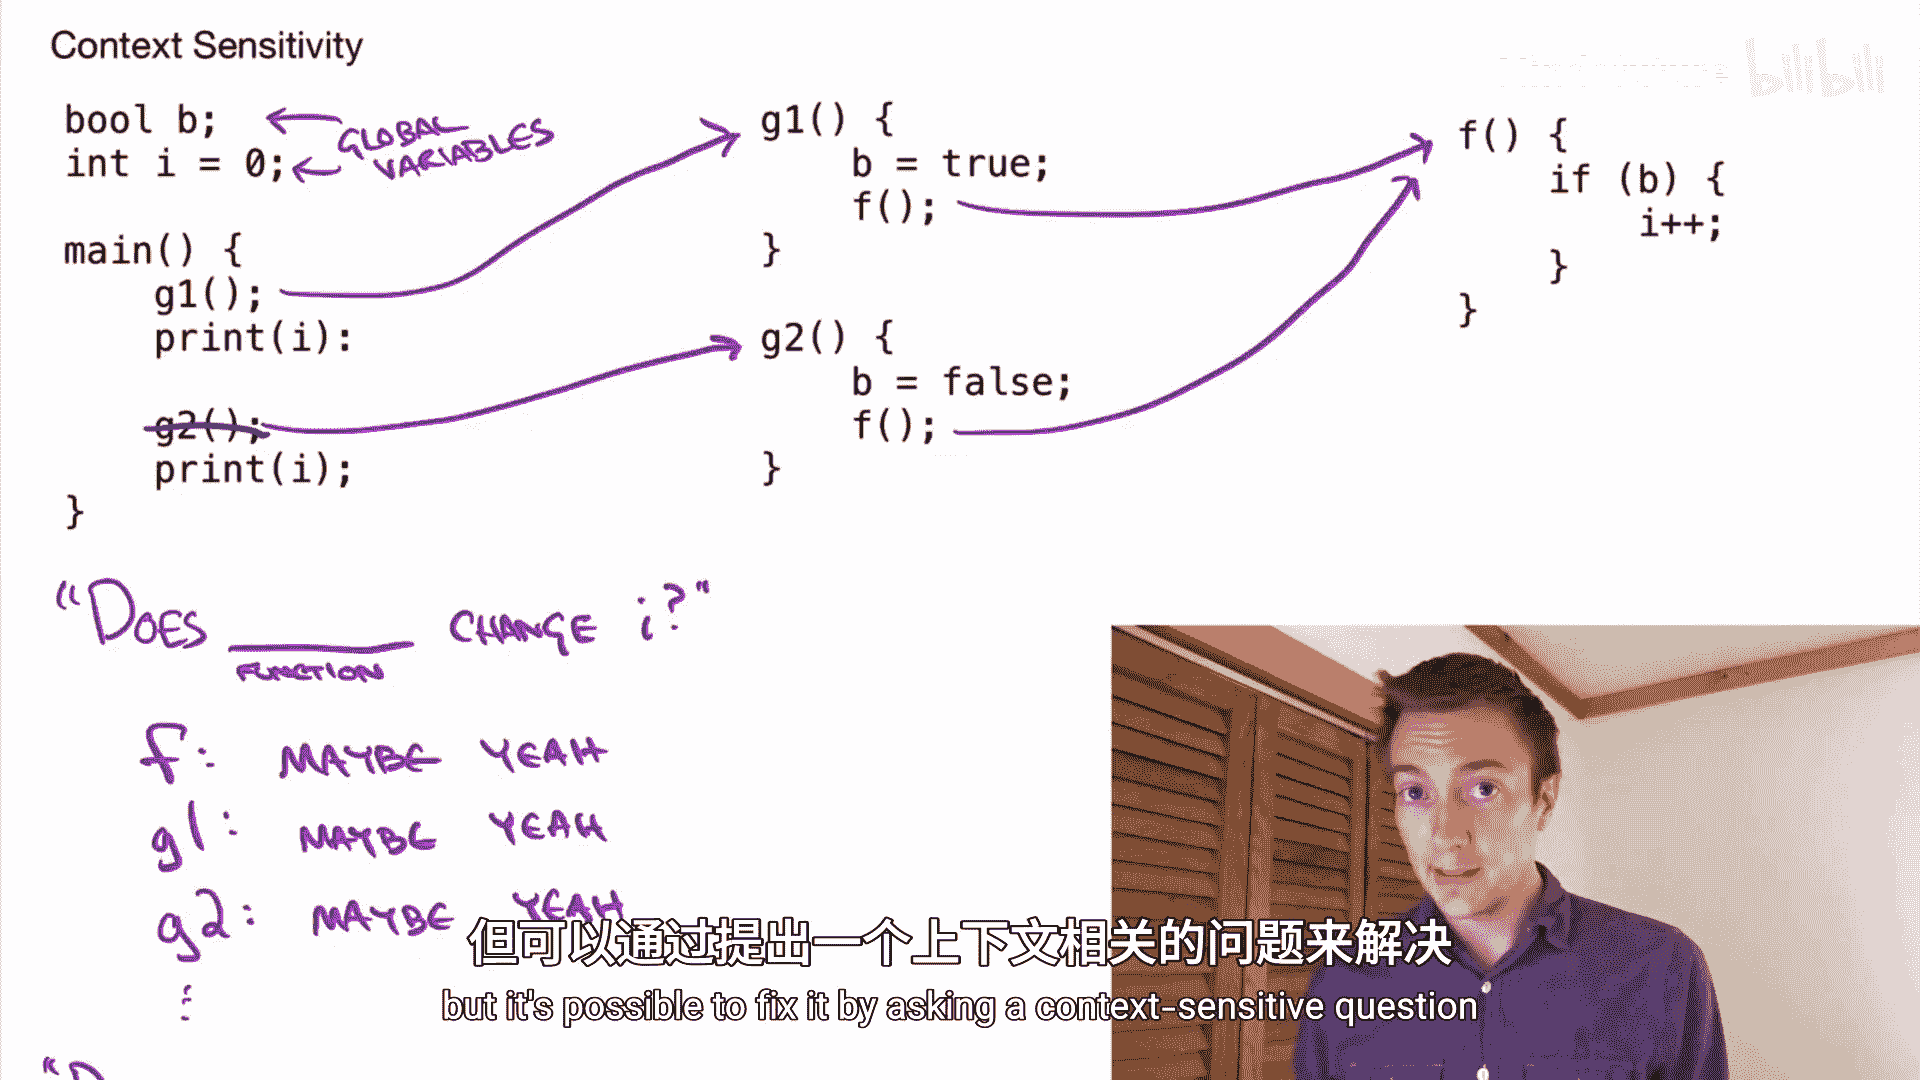 Context Sensitivity
bilibili
bool b;
int i = 0;
GLOBAL
VARIABLES
main() {
g1();
print(i):
g2();
print(i);
}
g1() {
b = true;
f();
}
g2() {
b = false;
f();
}
f() {
if (b) {
i++;
}
}
"DOES ______ CHANGE i?"
FUNCTION
f: MAYBE YEAH
g1: MAYBE YEAH
g2: MAYBE YEAH
⋮
但可以通过提出一个上下文相关的问题来解决
but it's possible to fix it by asking a context-sensitive question